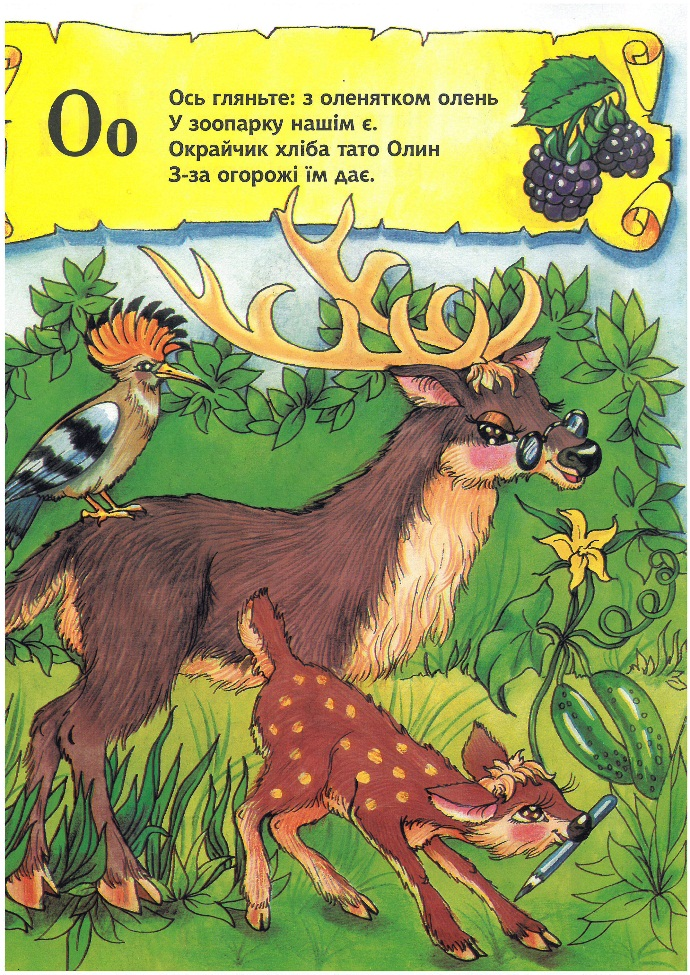 Оо
Ось гляньте: з оленятком олень
У зоопарку нашім є.
Окрайчик хліба тато Олин
З-за огорожі їм дає.